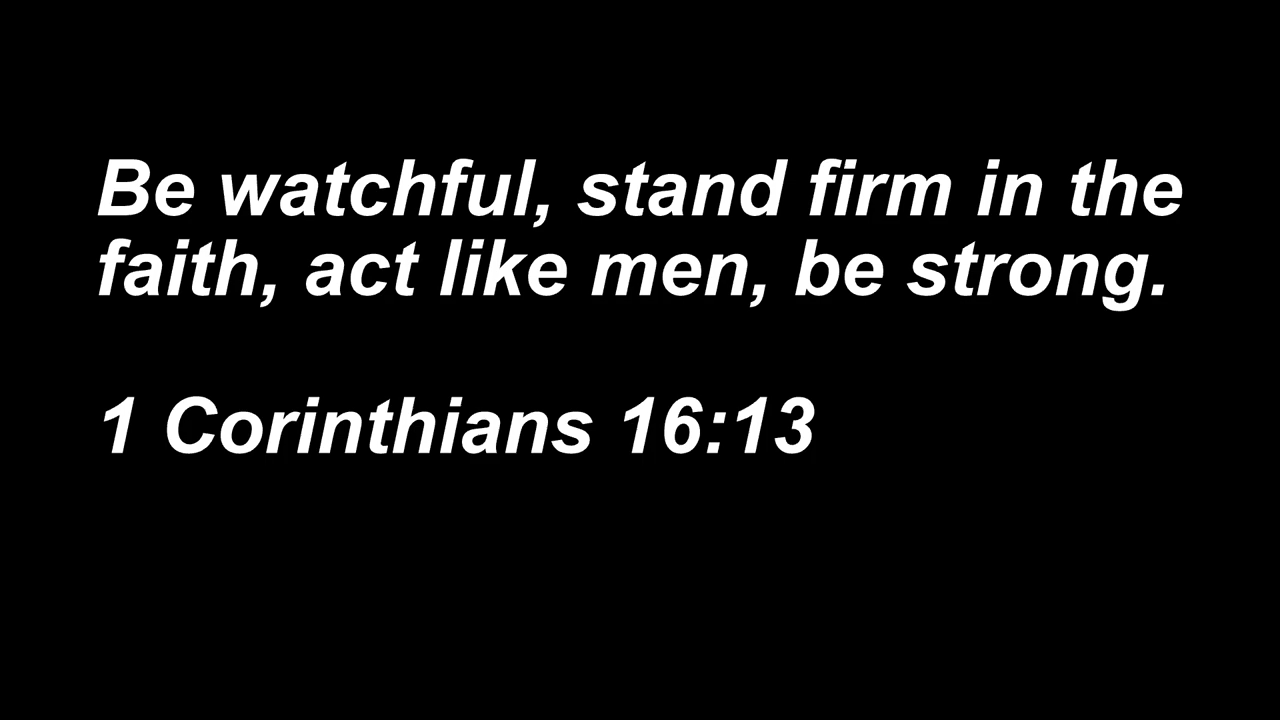 Be watchful, stand firm in the
faith, act like men, be strong.
1 Corinthians 16:13